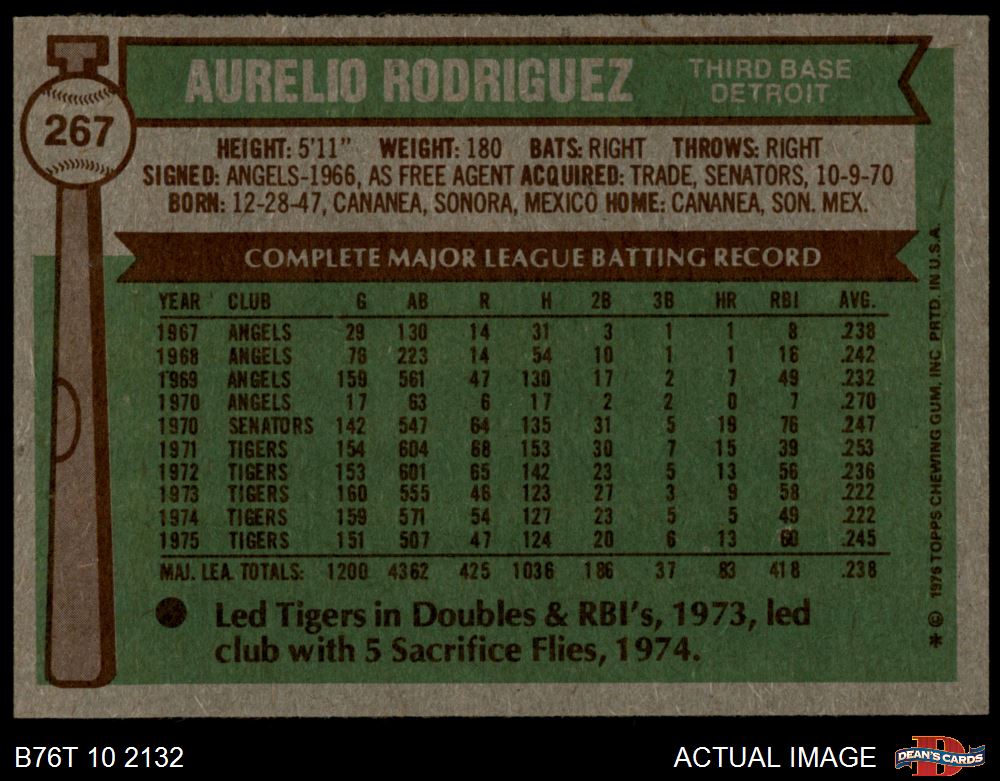 267
AURELIO RODRIGUEZ
THIRD BASE
DETROIT
HEIGHT: 5'11" WEIGHT: 180 BATS: RIGHT THROWS: RIGHT
SIGNED: ANGELS-1966, AS FREE AGENT ACQUIRED: TRADE, SENATORS, 10-9-70
BORN: 12-28-47, CANANEA, SONORA, MEXICO HOME: CANANEA, SON. MEX.
COMPLETE MAJOR LEAGUE BATTING RECORD
YEAR CLUB G AB R H 2B 3B HR RBI AVG.
1967 ANGELS 29 130 14 31 3 1 1 8 .238
1968 ANGELS 76 223 14 54 10 1 1 16 .242
1969 ANGELS 159 561 47 130 17 2 7 49 .232
1970 ANGELS 17 63 6 17 2 2 0 7 .270
1970 SENATORS 142 547 64 135 31 5 19 76 .247
1971 TIGERS 154 604 68 153 30 7 15 39 .253
1972 TIGERS 153 601 65 142 23 5 13 56 .236
1973 TIGERS 160 555 46 123 27 3 9 58 .222
1974 TIGERS 159 571 54 127 23 5 5 49 .222
1975 TIGERS 151 507 47 124 20 6 13 60 .245
MAJ. LEA. TOTALS: 1200 4362 425 1036 186 37 83 418 .238
Led Tigers in Doubles & RBI's, 1973, led
club with 5 Sacrifice Flies, 1974.
* © 1976 TOPPS CHEWING GUM, INC. PRTD. IN U.S.A.
B76T 10 2132
ACTUAL IMAGE
D
DEAN'S CARDS